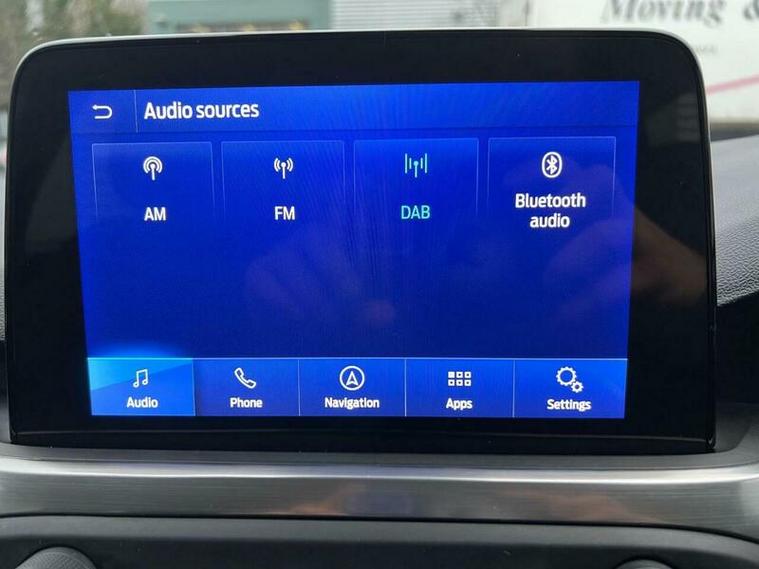 Moving &
Audio sources
AM
FM
DAB
Bluetooth
audio
Audio
Phone
Navigation
Apps
Settings